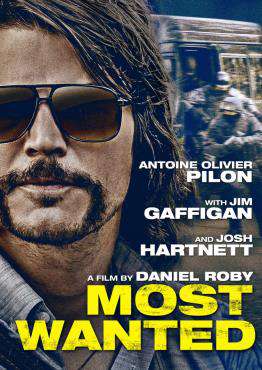 ANTOINE OLIVIER
PILON
WITH JIM
GAFFIGAN
AND JOSH
HARTNETT
A FILM BY DANIEL ROBY
MOST
WANTED